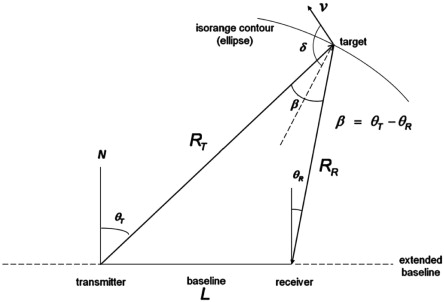 v
isorange contour
(ellipse)
δ
target
β
β = θT – θR
RT
N
RR
θR
θT
extended
baseline
transmitter
baseline
receiver
L